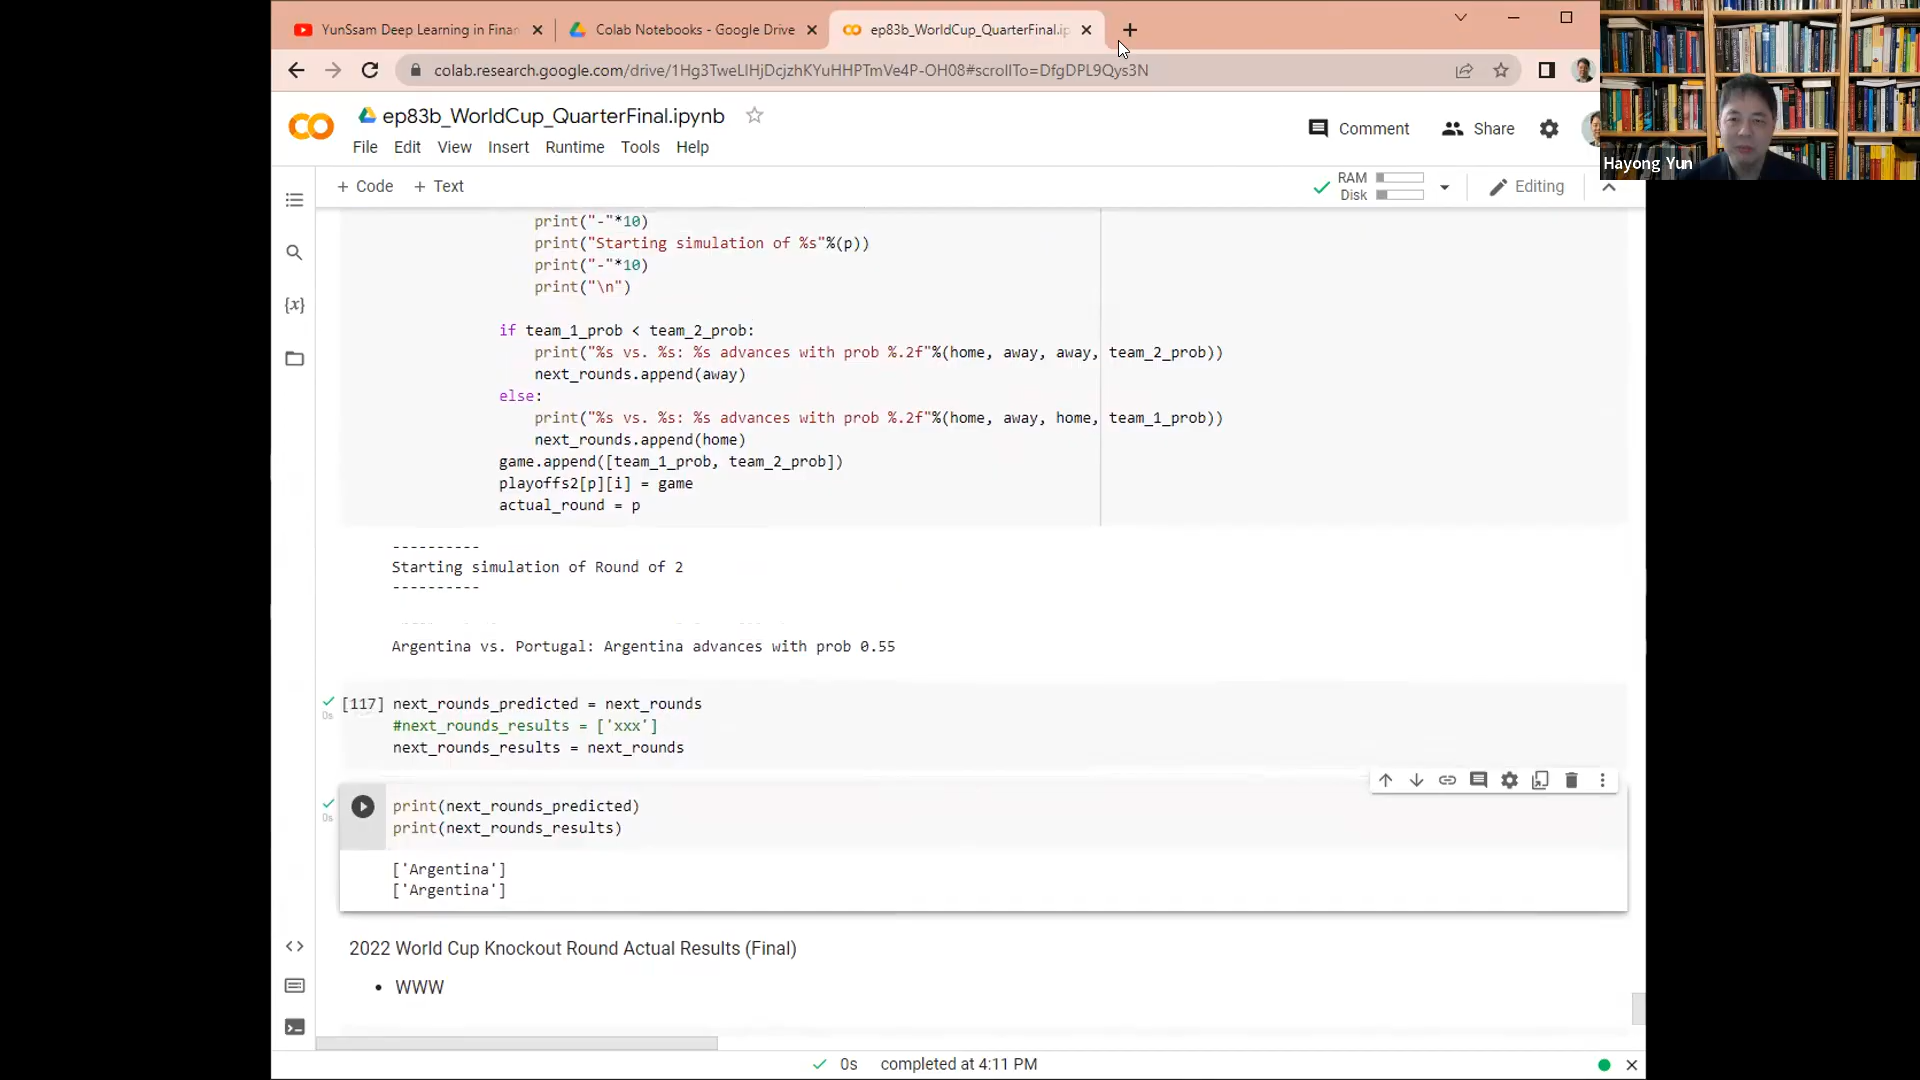 YunSsam Deep Learning in Finan
Colab Notebooks - Google Drive
ep83b_WorldCup_QuarterFinal.ip
colab.research.google.com/drive/1Hg3TweLIHjDcjzhKYuHHPTmVe4P-OH08#scrollTo=DfgDPL9Qys3N
ep83b_WorldCup_QuarterFinal.ipynb
Comment
Share
File Edit View Insert Runtime Tools Help
Hayong Yun
+ Code + Text
RAM
Disk
Editing
print("-"*10)
print("Starting simulation of %s"%(p))
print("-"*10)
print("\n")
if team_1_prob < team_2_prob:
print("%s vs. %s: %s advances with prob %.2f"%(home, away, away, team_2_prob))
next_rounds.append(away)
else:
print("%s vs. %s: %s advances with prob %.2f"%(home, away, home, team_1_prob))
next_rounds.append(home)
game.append([team_1_prob, team_2_prob])
playoffs2[p][i] = game
actual_round = p
----------
Starting simulation of Round of 2
----------
Argentina vs. Portugal: Argentina advances with prob 0.55
[117] next_rounds_predicted = next_rounds
0s
#next_rounds_results = ['xxx']
next_rounds_results = next_rounds
print(next_rounds_predicted)
0s
print(next_rounds_results)
['Argentina']
['Argentina']
2022 World Cup Knockout Round Actual Results (Final)
• WWW
0s completed at 4:11 PM